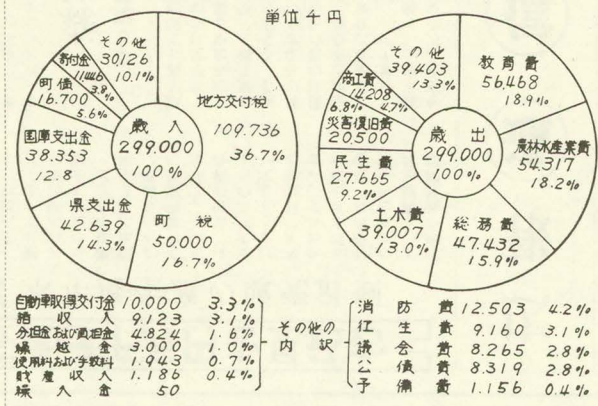 単位千円
歳入
299.000
100%
地方交付税
109.736
36.7%
町税
50.000
16.7%
県支出金
42.639
14.3%
国庫支出金
38.353
12.8
町債
16.700
5.6%
寄付金
11.446
3.8%
その他
30.126
10.1%
歳出
299.000
100%
教育費
56.468
18.9%
農林水産業費
54.317
18.2%
総務費
47.432
15.9%
土木費
39.007
13.0%
民生費
27.665
9.2%
災害復旧費
20.500
6.8%
商工費
14.208
4.7%
その他
39.403
13.3%
その他の
内訳
自動車取得交付金 10.000 3.3%
諸収入 9.123 3.1%
分担金および負担金 4.824 1.6%
繰越金 3.000 1.0%
使用料および手数料 1.943 0.7%
財産収入 1.186 0.4%
繰入金 50
消防費 12.503 4.2%
衛生費 9.160 3.1%
議会費 8.265 2.8%
公債費 8.319 2.8%
予備費 1.156 0.4%